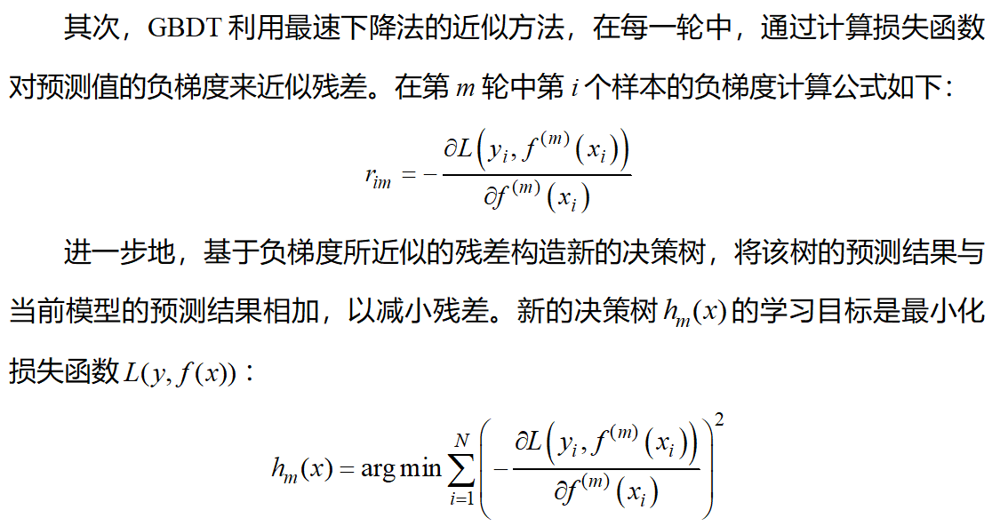 其次，GBDT 利用最速下降法的近似方法，在每一轮中，通过计算损失函数
对预测值的负梯度来近似残差。在第 m 轮中第 i 个样本的负梯度计算公式如下：
$r_{im} = -\frac{\partial L\left(y_i, f^{(m)}\left(x_i\right)\right)}{\partial f^{(m)}\left(x_i\right)}$
进一步地，基于负梯度所近似的残差构造新的决策树，将该树的预测结果与
当前模型的预测结果相加，以减小残差。新的决策树 $h_m(x)$ 的学习目标是最小化
损失函数 $L(y, f(x))$：
$h_m(x) = \arg\min \sum_{i=1}^{N} \left( -\frac{\partial L\left(y_i, f^{(m)}\left(x_i\right)\right)}{\partial f^{(m)}\left(x_i\right)} \right)^2$